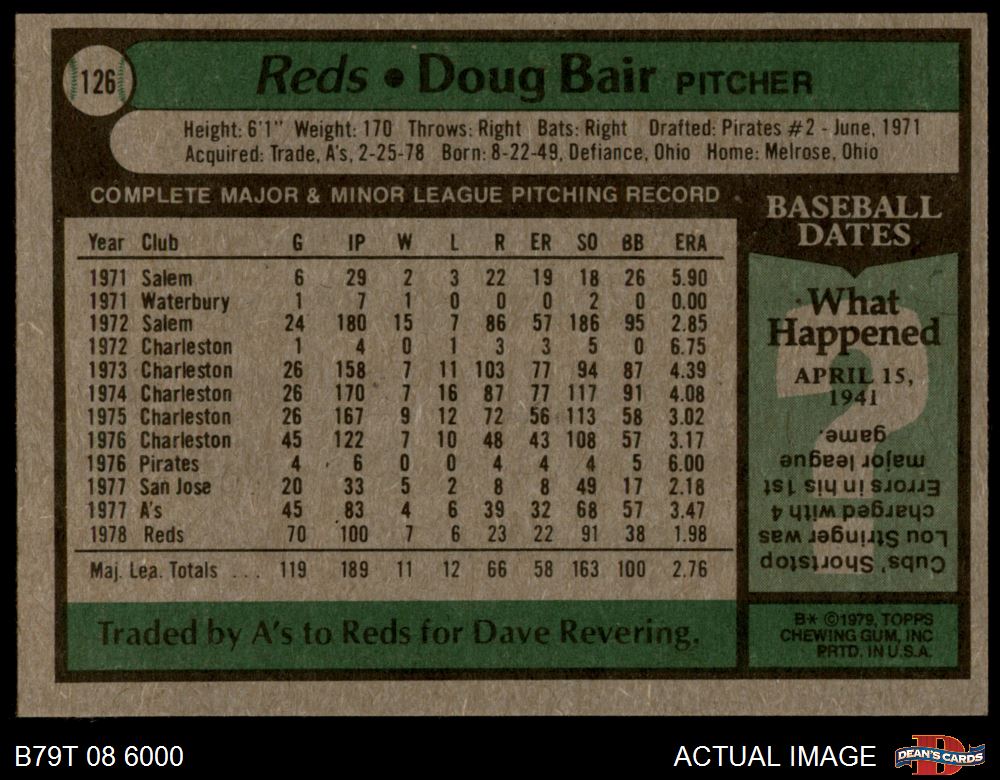 126
Reds • Doug Bair PITCHER
Height: 6'1" Weight: 170 Throws: Right Bats: Right Drafted: Pirates #2 - June, 1971
Acquired: Trade, A's, 2-25-78 Born: 8-22-49, Defiance, Ohio Home: Melrose, Ohio
COMPLETE MAJOR & MINOR LEAGUE PITCHING RECORD
Year Club G IP W L R ER SO BB ERA
1971 Salem 6 29 2 3 22 19 18 26 5.90
1971 Waterbury 1 7 1 0 0 0 2 0 0.00
1972 Salem 24 180 15 7 86 57 186 95 2.85
1972 Charleston 1 4 0 1 3 3 5 0 6.75
1973 Charleston 26 158 7 11 103 77 94 87 4.39
1974 Charleston 26 170 7 16 87 77 117 91 4.08
1975 Charleston 26 167 9 12 72 56 113 58 3.02
1976 Charleston 45 122 7 10 48 43 108 57 3.17
1976 Pirates 4 6 0 0 4 4 4 5 6.00
1977 San Jose 20 33 5 2 8 8 49 17 2.18
1977 A's 45 83 4 6 39 32 68 57 3.47
1978 Reds 70 100 7 6 23 22 91 38 1.98
Maj. Lea. Totals ... 119 189 11 12 66 58 163 100 2.76
Traded by A's to Reds for Dave Revering.
BASEBALL
DATES
What
Happened
APRIL 15,
1941
Cubs' Shortstop
Lou Stringer was
charged with 4
Errors in his 1st
major league
game.
B* ©1979, TOPPS
CHEWING GUM, INC
PRTD. IN U.S.A.
B79T 08 6000
ACTUAL IMAGE
DEAN'S CARDS